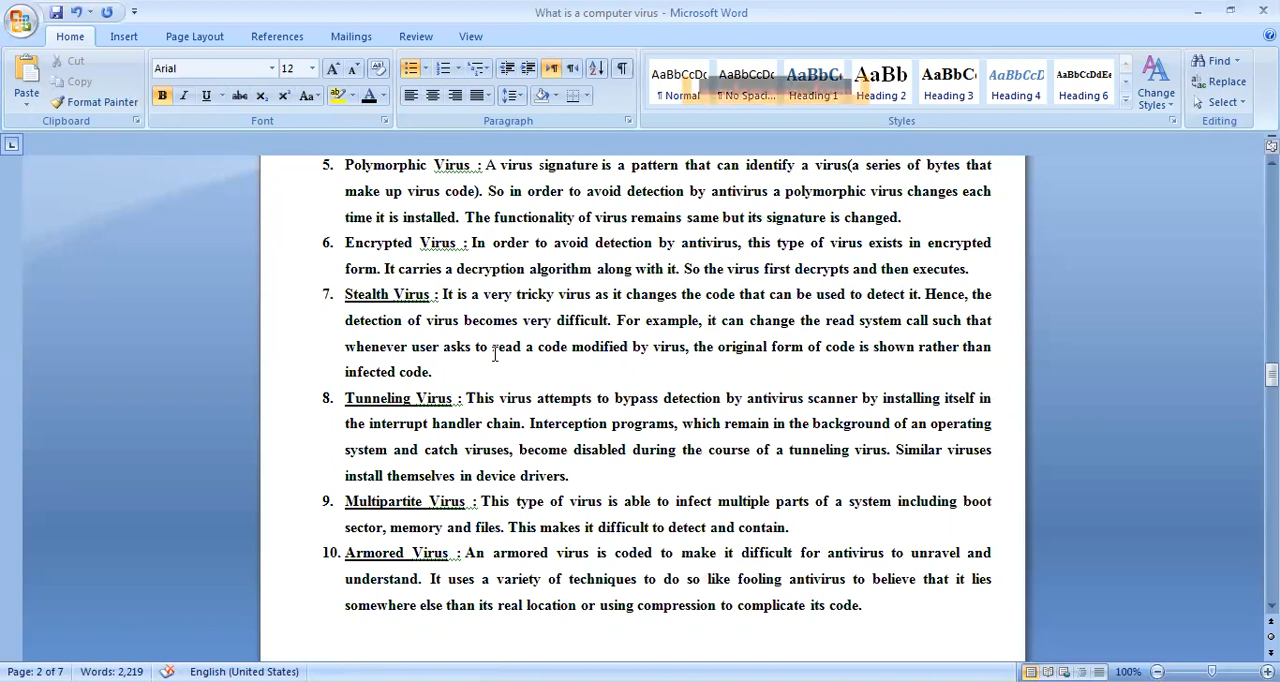 What is a computer virus - Microsoft Word
Home Insert Page Layout References Mailings Review View
Paste
Cut
Copy
Format Painter
Clipboard
Arial 12
Font
Paragraph
AaBbCcDc AaBbCcDc AaBbC AaBb AaBbC AaBbCcD AaBbCcDdEe
¶ Normal ¶ No Spaci... Heading 1 Heading 2 Heading 3 Heading 4 Heading 6
Change Styles
Styles
Find
Replace
Select
Editing
5. Polymorphic Virus : A virus signature is a pattern that can identify a virus(a series of bytes that
make up virus code). So in order to avoid detection by antivirus a polymorphic virus changes each
time it is installed. The functionality of virus remains same but its signature is changed.
6. Encrypted Virus : In order to avoid detection by antivirus, this type of virus exists in encrypted
form. It carries a decryption algorithm along with it. So the virus first decrypts and then executes.
7. Stealth Virus : It is a very tricky virus as it changes the code that can be used to detect it. Hence, the
detection of virus becomes very difficult. For example, it can change the read system call such that
whenever user asks to read a code modified by virus, the original form of code is shown rather than
infected code.
8. Tunneling Virus : This virus attempts to bypass detection by antivirus scanner by installing itself in
the interrupt handler chain. Interception programs, which remain in the background of an operating
system and catch viruses, become disabled during the course of a tunneling virus. Similar viruses
install themselves in device drivers.
9. Multipartite Virus : This type of virus is able to infect multiple parts of a system including boot
sector, memory and files. This makes it difficult to detect and contain.
10. Armored Virus : An armored virus is coded to make it difficult for antivirus to unravel and
understand. It uses a variety of techniques to do so like fooling antivirus to believe that it lies
somewhere else than its real location or using compression to complicate its code.
Page: 2 of 7 Words: 2,219 English (United States) 100%